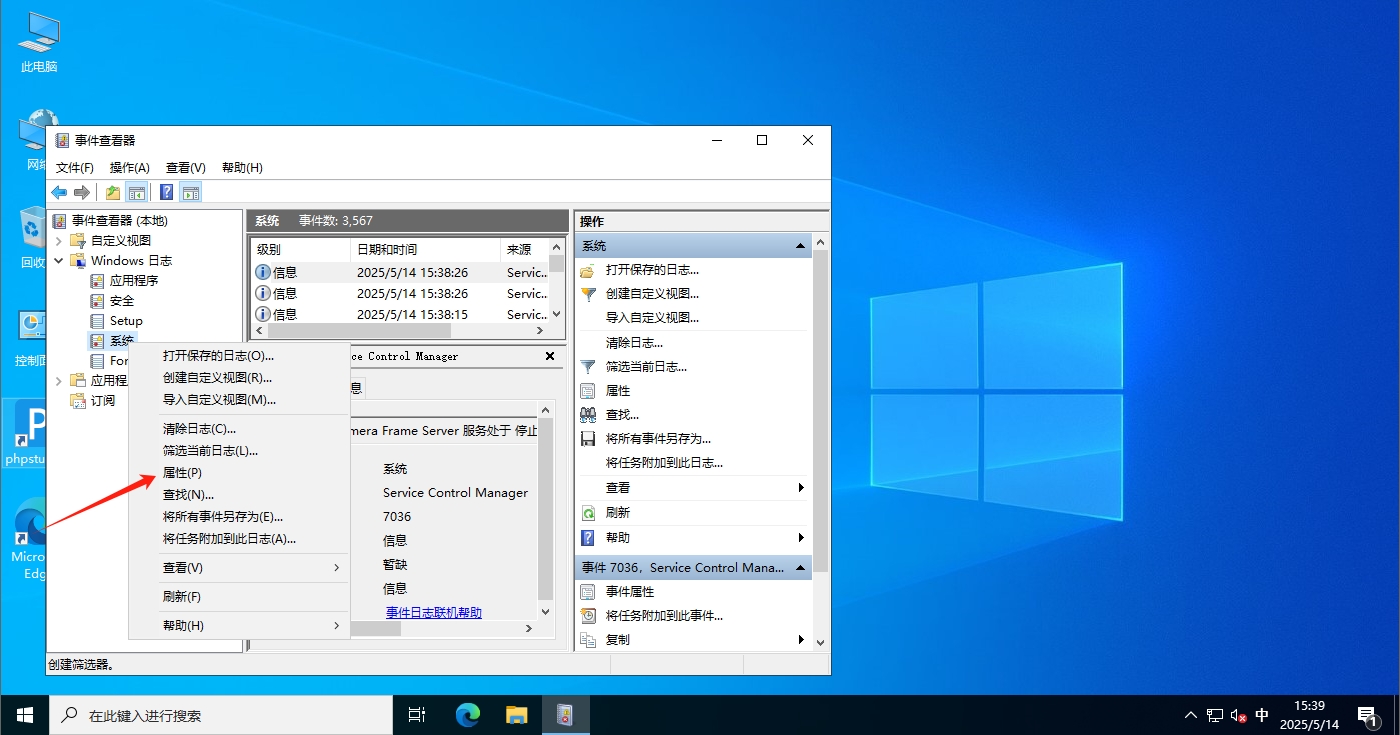 此电脑
网络
回收
控制面
phpstu
Micro
Edg
事件查看器
文件(F) 操作(A) 查看(V) 帮助(H)
事件查看器 (本地)
自定义视图
Windows 日志
应用程序
安全
Setup
系统
For
应用程
订阅
系统 事件数: 3,567
级别 日期和时间 来源
信息 2025/5/14 15:38:26 Servic...
信息 2025/5/14 15:38:26 Servic...
信息 2025/5/14 15:38:15 Servic...
ce Control Manager
息
mera Frame Server 服务处于 停止
系统
Service Control Manager
7036
信息
暂缺
信息
事件日志联机帮助
打开保存的日志(O)...
创建自定义视图(R)...
导入自定义视图(M)...
清除日志(C)...
筛选当前日志(L)...
属性(P)
查找(N)...
将所有事件另存为(E)...
将任务附加到此日志(A)...
查看(V)
刷新(F)
帮助(H)
操作
系统
打开保存的日志...
创建自定义视图...
导入自定义视图...
清除日志...
筛选当前日志...
属性
查找...
将所有事件另存为...
将任务附加到此日志...
查看
刷新
帮助
事件 7036，Service Control Mana...
事件属性
将任务附加到此事件...
复制
创建筛选器。
在此键入进行搜索
中
15:39
2025/5/14
1